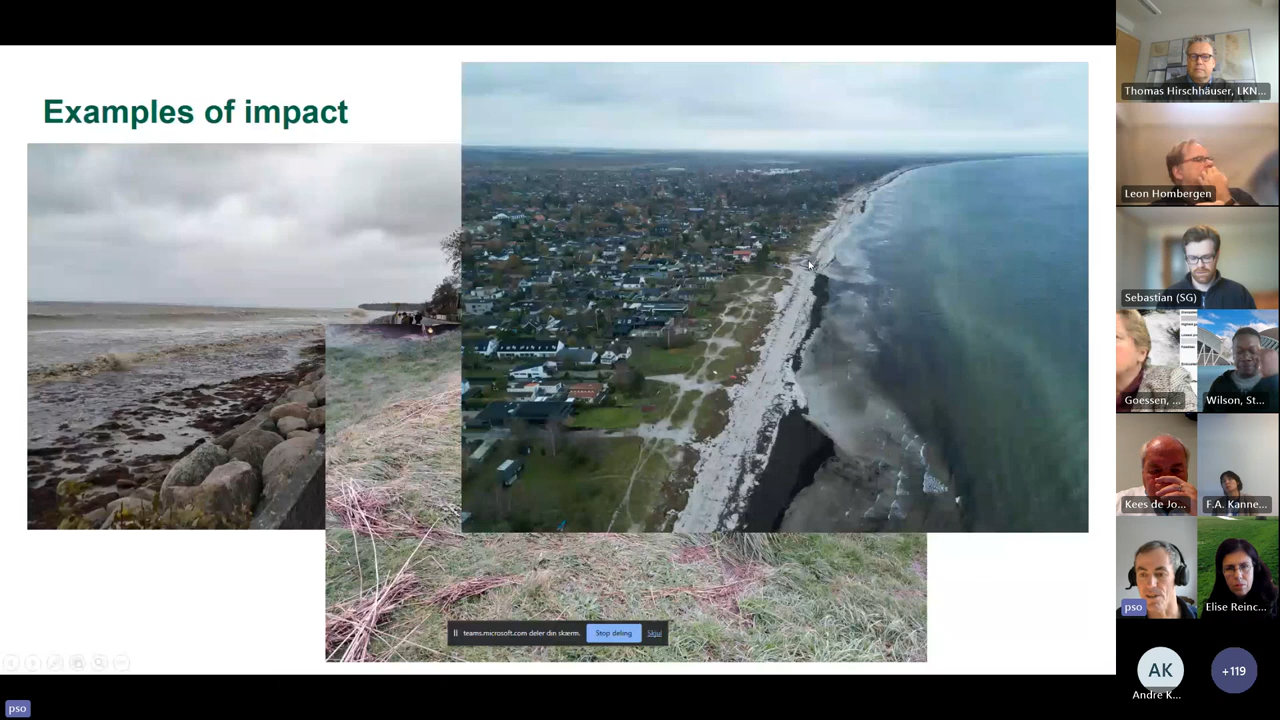 Examples of impact
teams.microsoft.com deler din skærm.
Stop deling
Skjul
pso
Thomas Hirschhäuser, LKN...
Leon Hombergen
Sebastian (SG)
Goessen, ...
Wilson, St...
Kees de Jo...
F.A. Kanne...
pso
Elise Reinc...
AK
Andre K...
+119